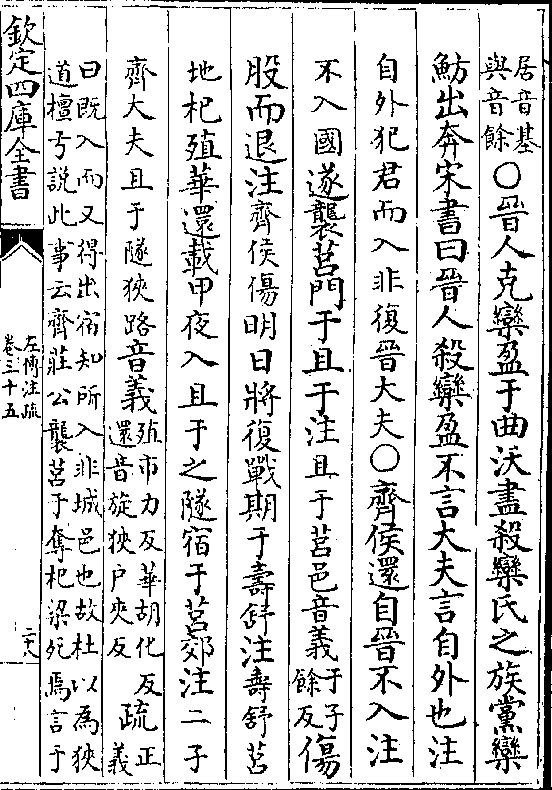 居音基
與音餘
○晉人克欒盈于曲沃盡殺欒氏之族黨欒
魴出奔宋書曰晉人殺欒盈不言大夫言自外也注
自外犯君而入非復晉大夫○齊侯還自晉不入注
不入國遂襲莒門于且于注且于莒邑音義
且子
餘反
傷
股而退注齊侯傷明日將復戰期于壽舒注壽舒莒
地杞殖華還載甲夜入且于之隧宿于莒郊注二子
齊大夫且于隧狹路音義
殖市力反華胡化反
還音旋狹户夾反
疏
正
義
曰既入而又得出宿知所入非城邑也故杜以為狹
道檀弓說此事云齊莊公襲莒于奪杞梁死焉言于
欽定四庫全書
左傳注疏
卷三十五
二六